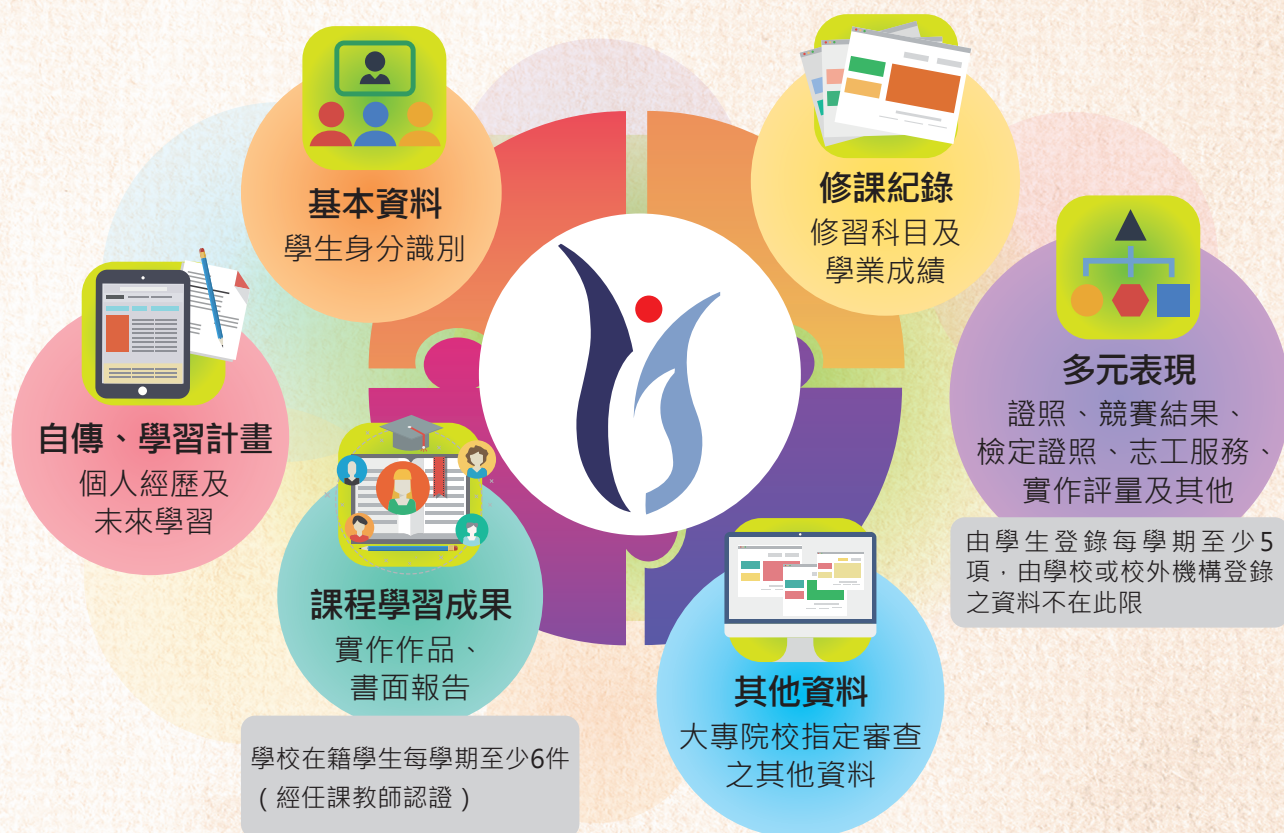 基本資料
學生身分識別
修課紀錄
修習科目及
學業成績
多元表現
證照、競賽結果、
檢定證照、志工服務、
實作評量及其他
由學生登錄每學期至少5
項，由學校或校外機構登錄
之資料不在此限
自傳、學習計畫
個人經歷及
未來學習
課程學習成果
實作作品、
書面報告
學校在籍學生每學期至少6件
（經任課教師認證）
其他資料
大專院校指定審查
之其他資料